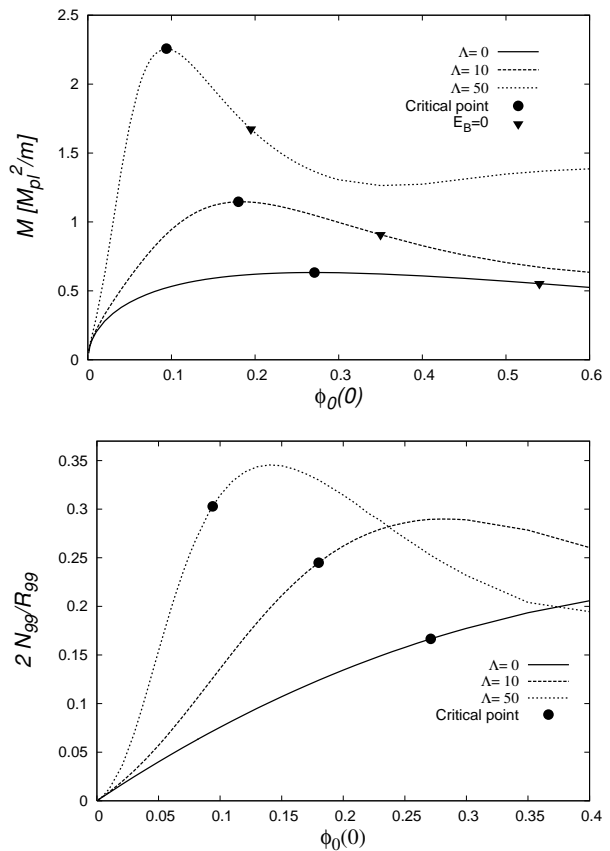 2.5
2
1.5
1
0.5
0
0 0.1 0.2 0.3 0.4 0.5 0.6
M [M_pl^2/m]
ϕ_0(0)
Λ= 0
Λ= 10
Λ= 50
Critical point
E_B=0
0.35
0.3
0.25
0.2
0.15
0.1
0.05
0
0 0.05 0.1 0.15 0.2 0.25 0.3 0.35 0.4
2 N_99/R_99
ϕ_0(0)
Λ= 0
Λ= 10
Λ= 50
Critical point